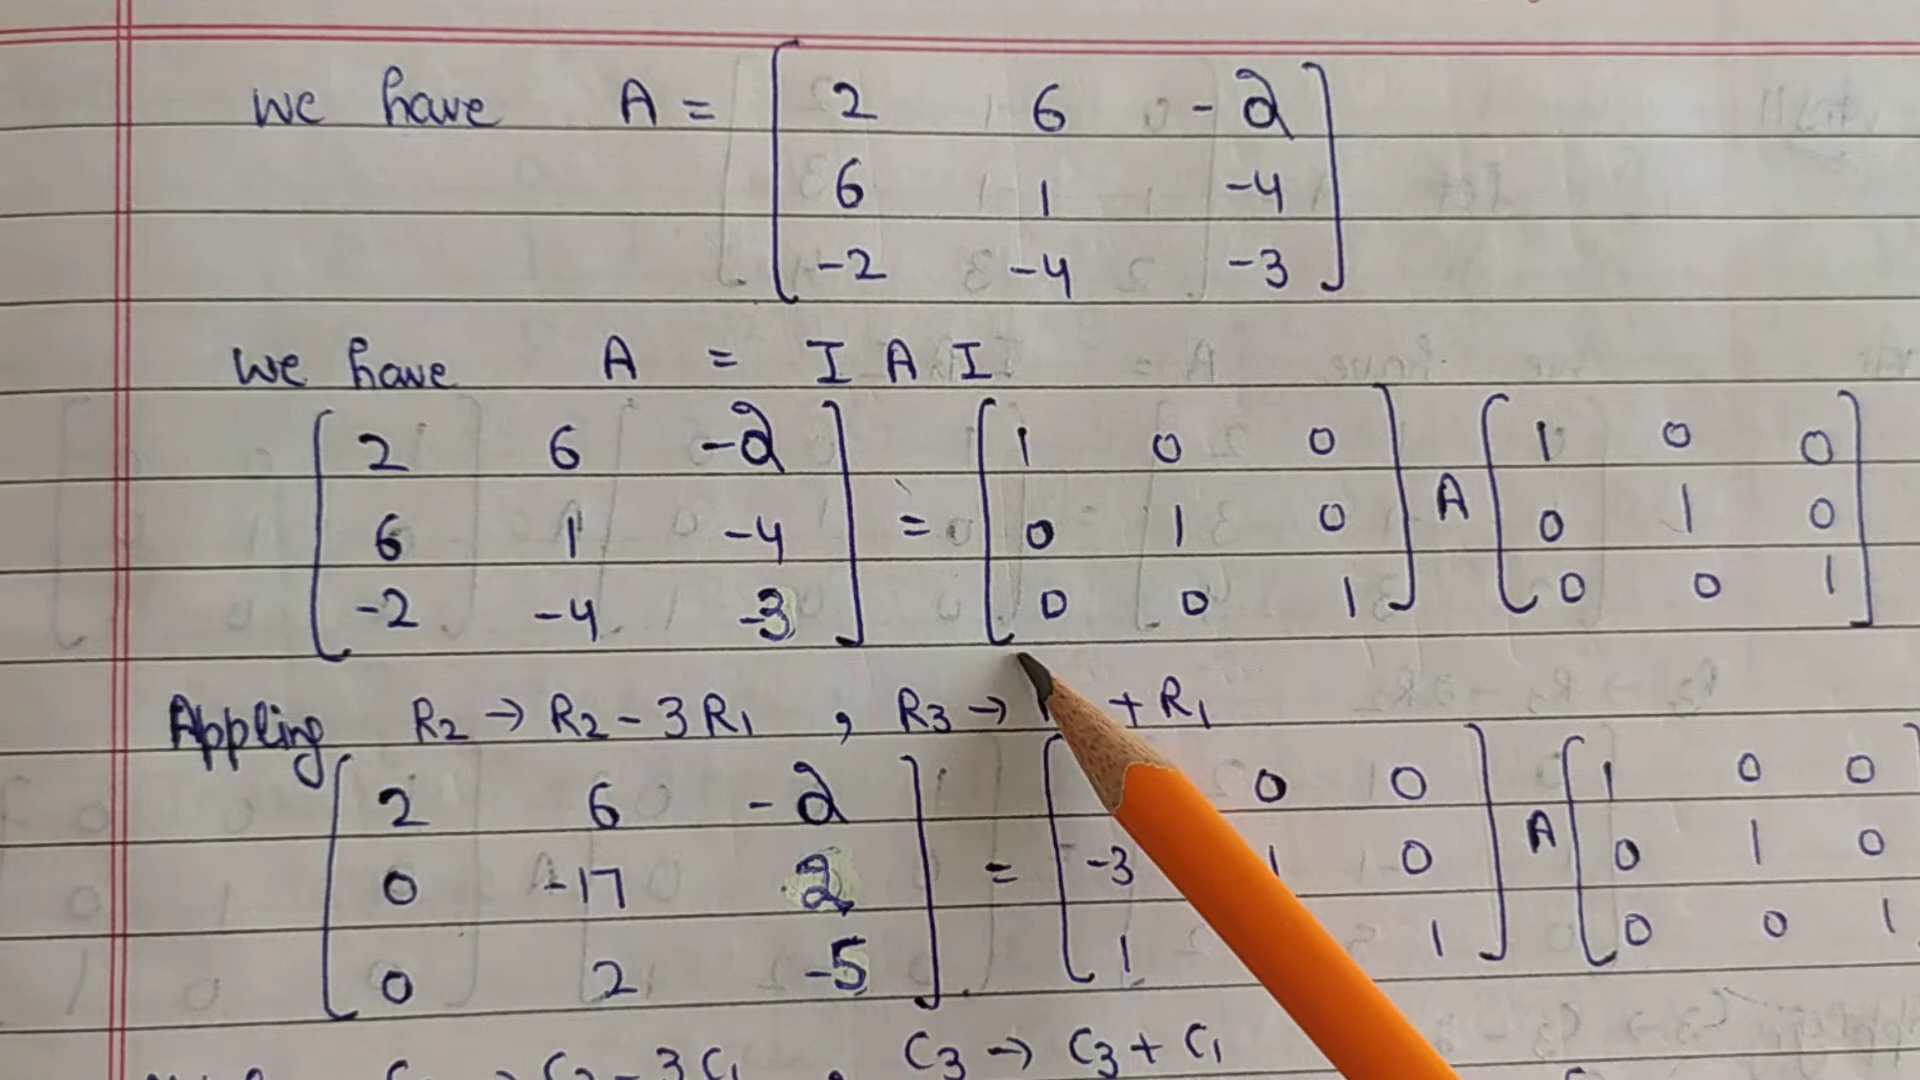 We have A = [ 2 6 -2
6 1 -4
-2 -4 -3 ]
We have A = I A I
[ 2 6 -2 ] = [ 1 0 0 ] A [ 1 0 0 ]
[ 6 1 -4 ] [ 0 1 0 ] [ 0 1 0 ]
[ -2 -4 -3 ] [ 0 0 1 ] [ 0 0 1 ]
Appling R2 → R2 - 3R1 , R3 → + R1
[ 2 6 -2 ] = [ 0 0 ] A [ 1 0 0 ]
[ 0 -17 2 ] [ -3 1 0 ] [ 0 1 0 ]
[ 0 2 -5 ] [ 1 1 ] [ 0 0 1 ]
→ C2 - 3C1 , C3 → C3 + C1